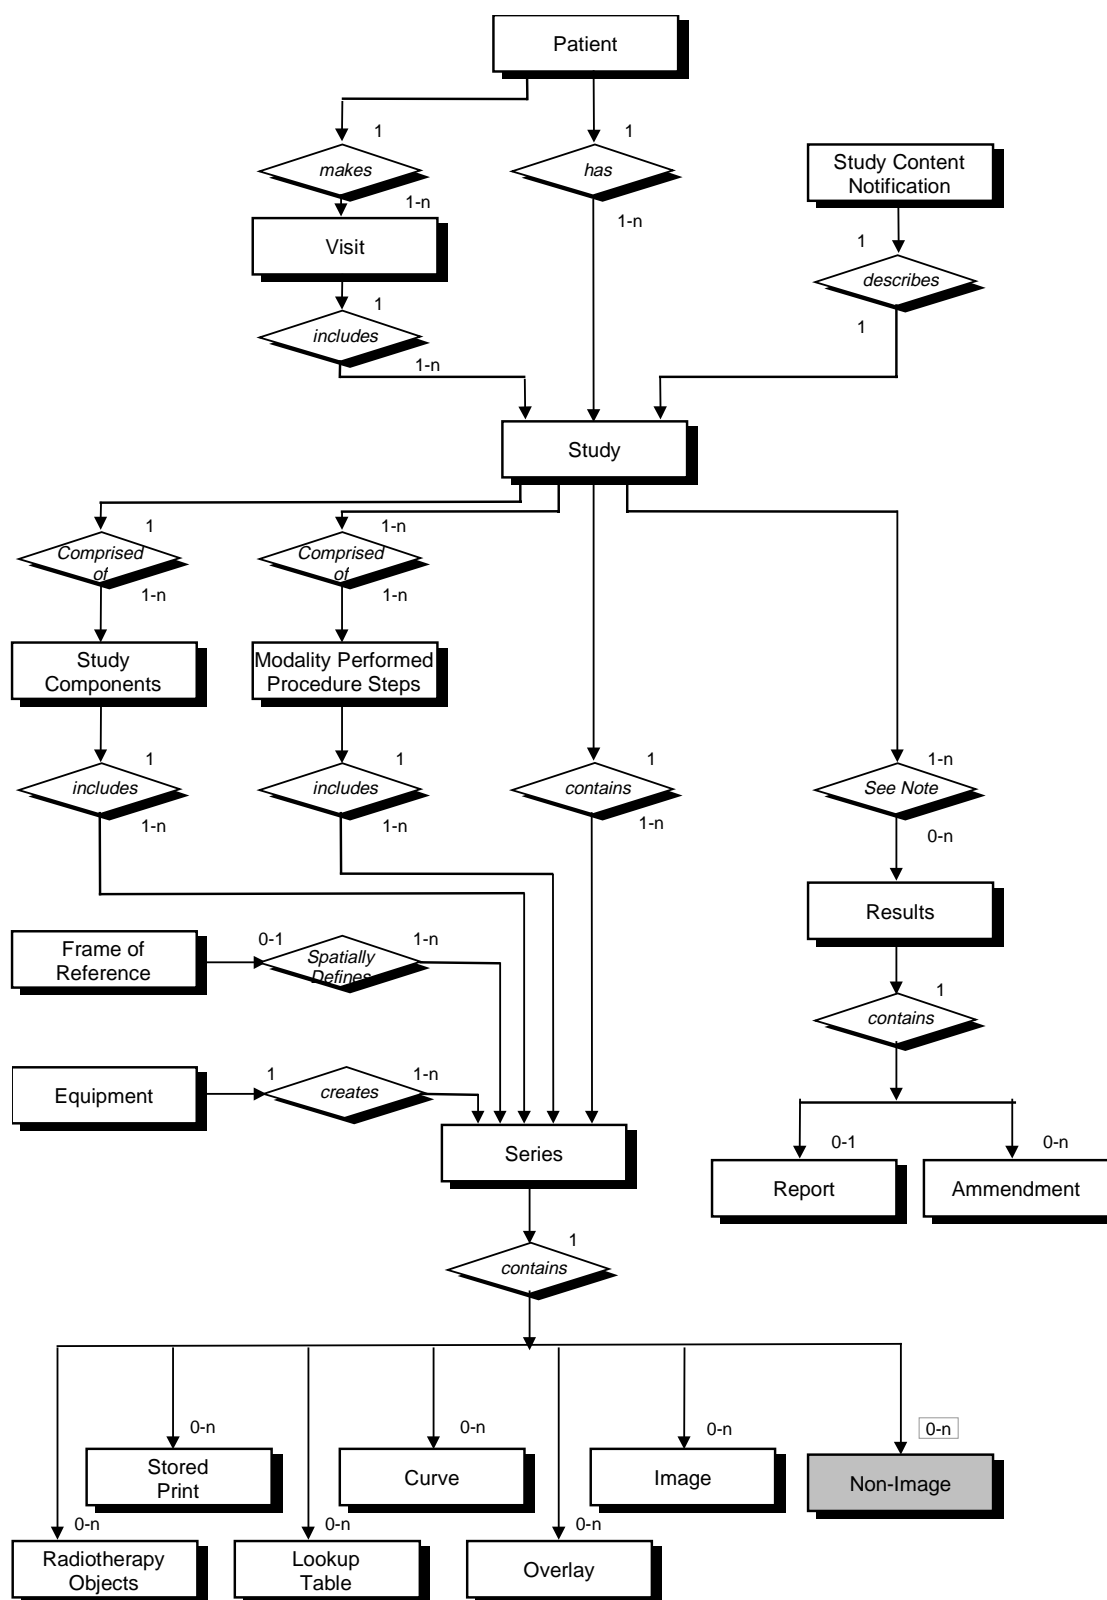 Patient
1
1
makes
has
Study Content
Notification
1-n
1-n
Visit
1
describes
1
1
includes
1-n
Study
1
1-n
Comprised
of
Comprised
of
1-n
1-n
Study
Components
Modality Performed
Procedure Steps
1
1
1
1-n
includes
includes
contains
See Note
1-n
1-n
1-n
0-n
Results
Frame of
Reference
0-1
Spatially
Defines
1-n
1
contains
Equipment
1
creates
1-n
Series
0-1
0-n
Report
Ammendment
1
contains
0-n
0-n
0-n
0-n
Stored
Print
Curve
Image
Non-Image
0-n
0-n
0-n
Radiotherapy
Objects
Lookup
Table
Overlay